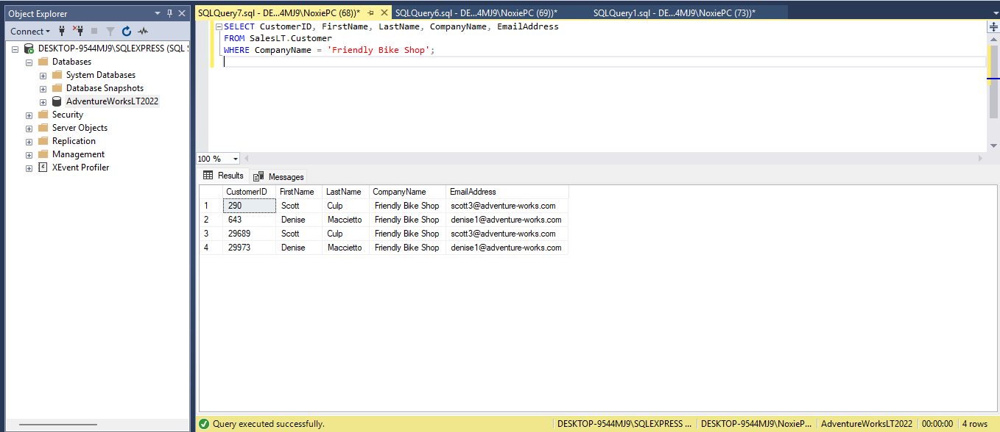 Object Explorer
Connect
DESKTOP-9544MJ9\SQLEXPRESS (SQL S
Databases
System Databases
Database Snapshots
AdventureWorksLT2022
Security
Server Objects
Replication
Management
XEvent Profiler
SQLQuery7.sql - DE...4MJ9\NoxiePC (68))*
SQLQuery6.sql - DE...4MJ9\NoxiePC (69))*
SQLQuery1.sql - DE...4MJ9\NoxiePC (73))*
SELECT CustomerID, FirstName, LastName, CompanyName, EmailAddress
FROM SalesLT.Customer
WHERE CompanyName = 'Friendly Bike Shop';
100 %
Results Messages
CustomerID FirstName LastName CompanyName EmailAddress
1 290 Scott Culp Friendly Bike Shop scott3@adventure-works.com
2 643 Denise Maccietto Friendly Bike Shop denise1@adventure-works.com
3 29689 Scott Culp Friendly Bike Shop scott3@adventure-works.com
4 29973 Denise Maccietto Friendly Bike Shop denise1@adventure-works.com
Query executed successfully. DESKTOP-9544MJ9\SQLEXPRESS ... DESKTOP-9544MJ9\NoxieP... AdventureWorksLT2022 00:00:00 4 rows